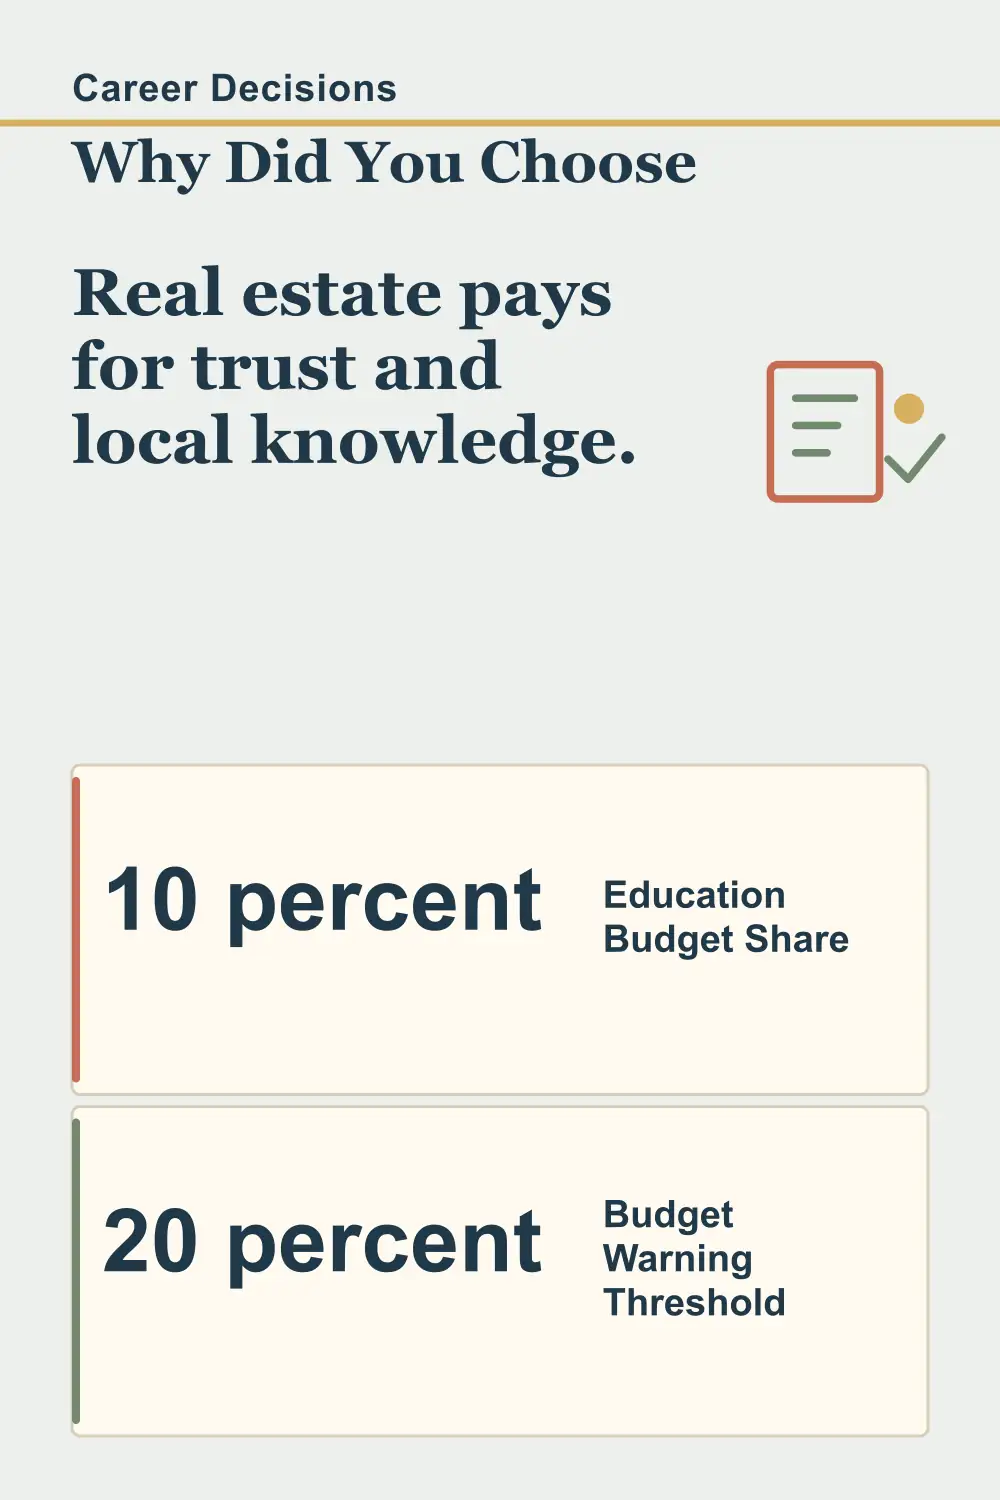 Career Decisions
Why Did You Choose
Real estate pays
for trust and
local knowledge.
10 percent
Education
Budget Share
20 percent
Budget
Warning
Threshold